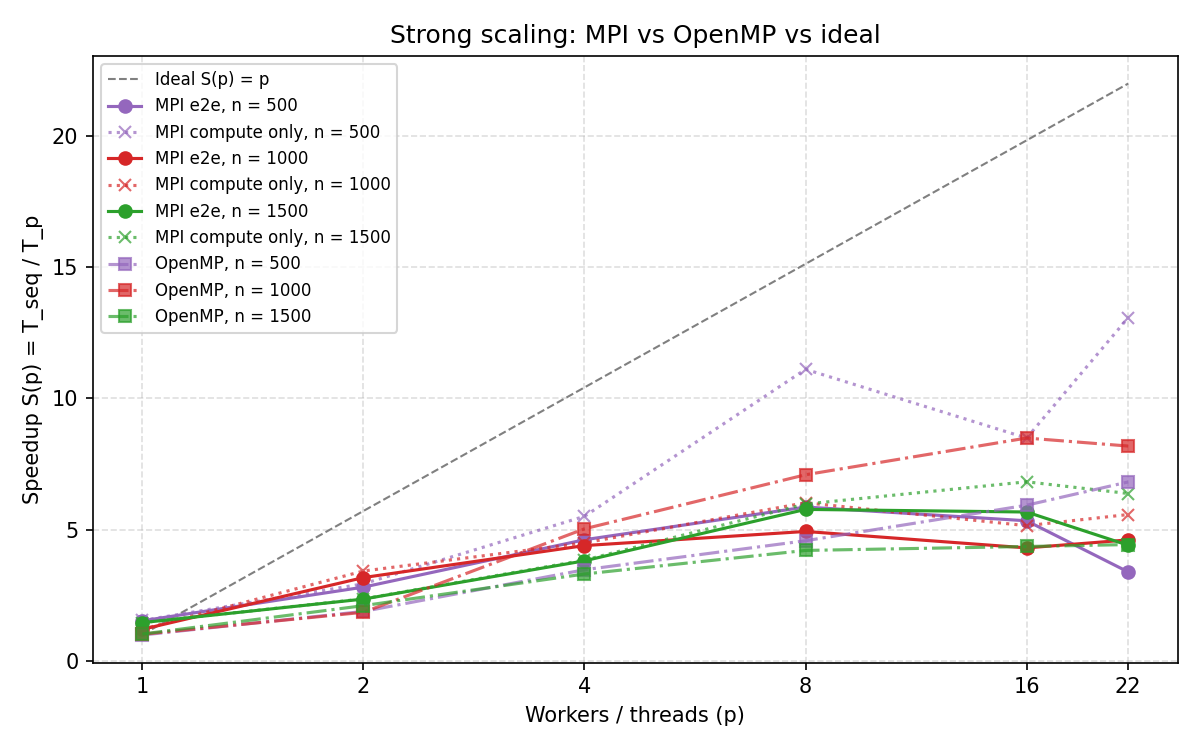 Strong scaling: MPI vs OpenMP vs ideal
Ideal S(p) = p
MPI e2e, n = 500
MPI compute only, n = 500
MPI e2e, n = 1000
MPI compute only, n = 1000
MPI e2e, n = 1500
MPI compute only, n = 1500
OpenMP, n = 500
OpenMP, n = 1000
OpenMP, n = 1500
Speedup S(p) = T_seq / T_p
20
15
10
5
0
1 2 4 8 16 22
Workers / threads (p)